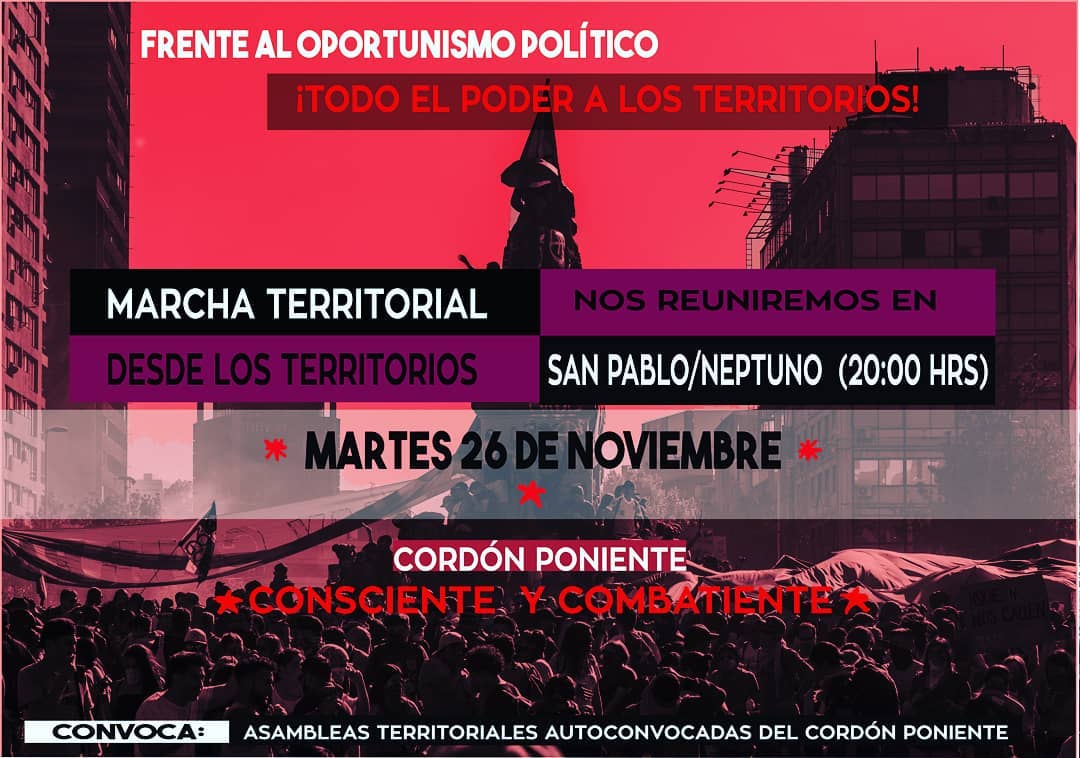 FRENTE AL OPORTUNISMO POLÍTICO
¡TODO EL PODER A LOS TERRITORIOS!
MARCHA TERRITORIAL
DESDE LOS TERRITORIOS
NOS REUNIREMOS EN
SAN PABLO/NEPTUNO (20:00 HRS)
* MARTES 26 DE NOVIEMBRE *
★
CORDÓN PONIENTE
★ CONSCIENTE Y COMBATIENTE ★
CONVOCA: ASAMBLEAS TERRITORIALES AUTOCONVOCADAS DEL CORDÓN PONIENTE